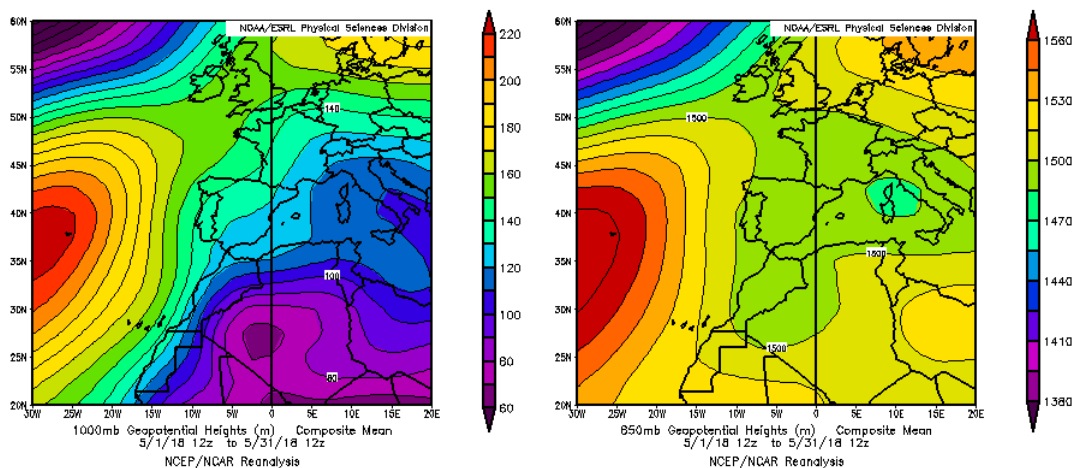 NOAA/ESRL Physical Sciences Division
60N
55N
50N
45N
40N
35N
30N
25N
20N
30W 25W 20W 15W 10W 5W 0 5E 10E 15E 20E
140
100
80
220
200
180
160
140
120
100
80
60
1000mb Geopotential Heights (m) Composite Mean
5/1/18 12z to 5/31/18 12z
NCEP/NCAR Reanalysis
NOAA/ESRL Physical Sciences Division
60N
55N
50N
45N
40N
35N
30N
25N
20N
30W 25W 20W 15W 10W 5W 0 5E 10E 15E 20E
1500
1500
1500
1560
1530
1500
1470
1440
1410
1380
850mb Geopotential Heights (m) Composite Mean
5/1/18 12z to 5/31/18 12z
NCEP/NCAR Reanalysis